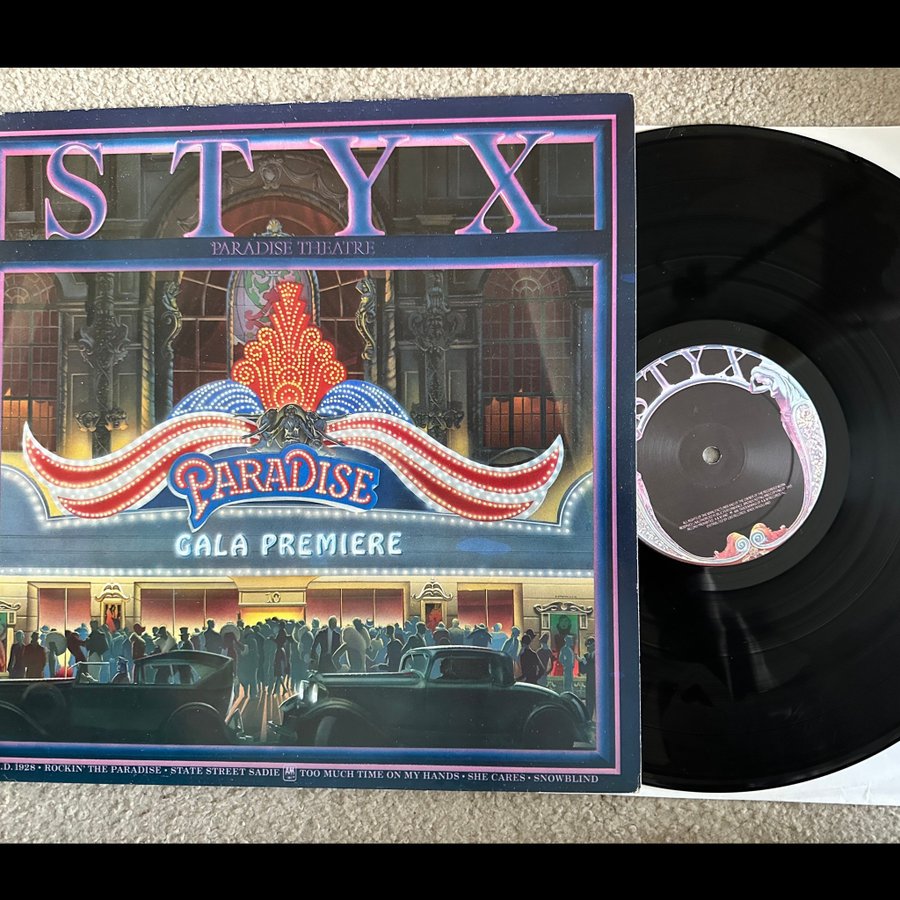 STYX
PARADISE THEATRE
PARADISE
GALA PREMIERE
10
.D. 1928 • ROCKIN' THE PARADISE • STATE STREET SADIE A&M TOO MUCH TIME ON MY HANDS • SHE CARES • SNOWBLIND
STYX